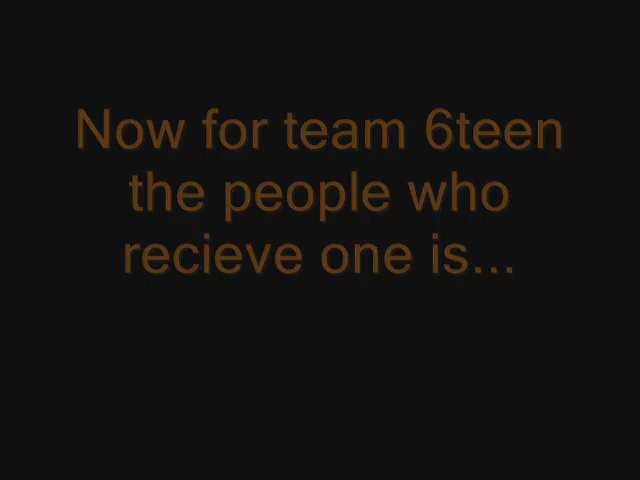 Now for team 6teen
the people who
recieve one is...